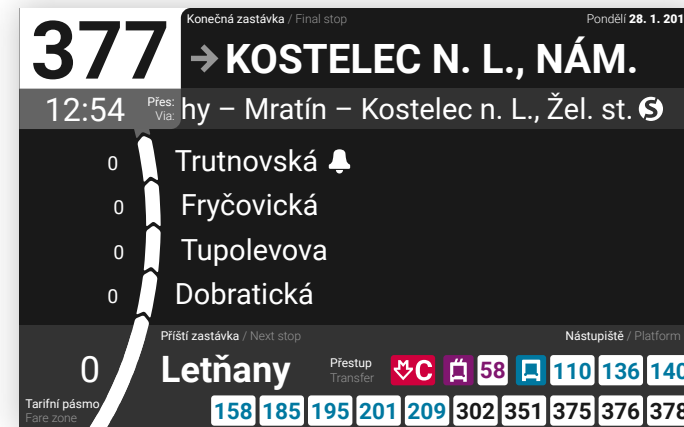 377
Konečná zastávka / Final stop
Pondělí 28. 1. 201
KOSTELEC N. L., NÁM.
12:54
Přes:
Via:
hy – Mratín – Kostelec n. L., Žel. st. S
0 Trutnovská
0 Fryčovická
0 Tupolevova
0 Dobratická
Příští zastávka / Next stop
Nástupiště / Platform
0 Letňany
Přestup
Transfer
C 58 110 136 140
Tarifní pásmo
Fare zone
158 185 195 201 209 302 351 375 376 378